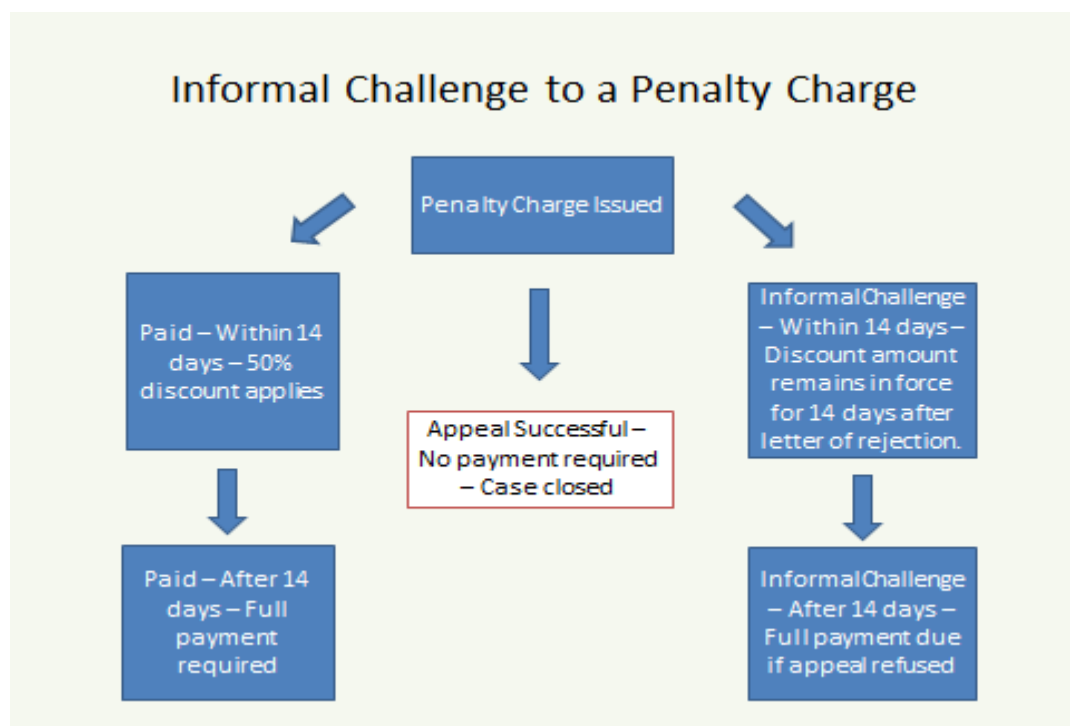 Informal Challenge to a Penalty Charge
Penalty Charge Issued
Paid – Within 14
days – 50%
discount applies
Informal Challenge
– Within 14 days –
Discount amount
remains in force
for 14 days after
letter of rejection.
Appeal Successful –
No payment required
– Case closed
Paid – After 14
days – Full
payment
required
Informal Challenge
– After 14 days –
Full payment due
if appeal refused